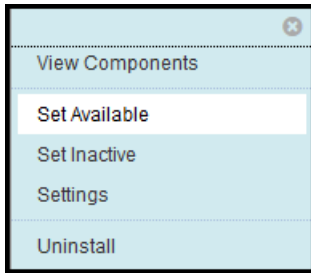 View Components
Set Available
Set Inactive
Settings
Uninstall